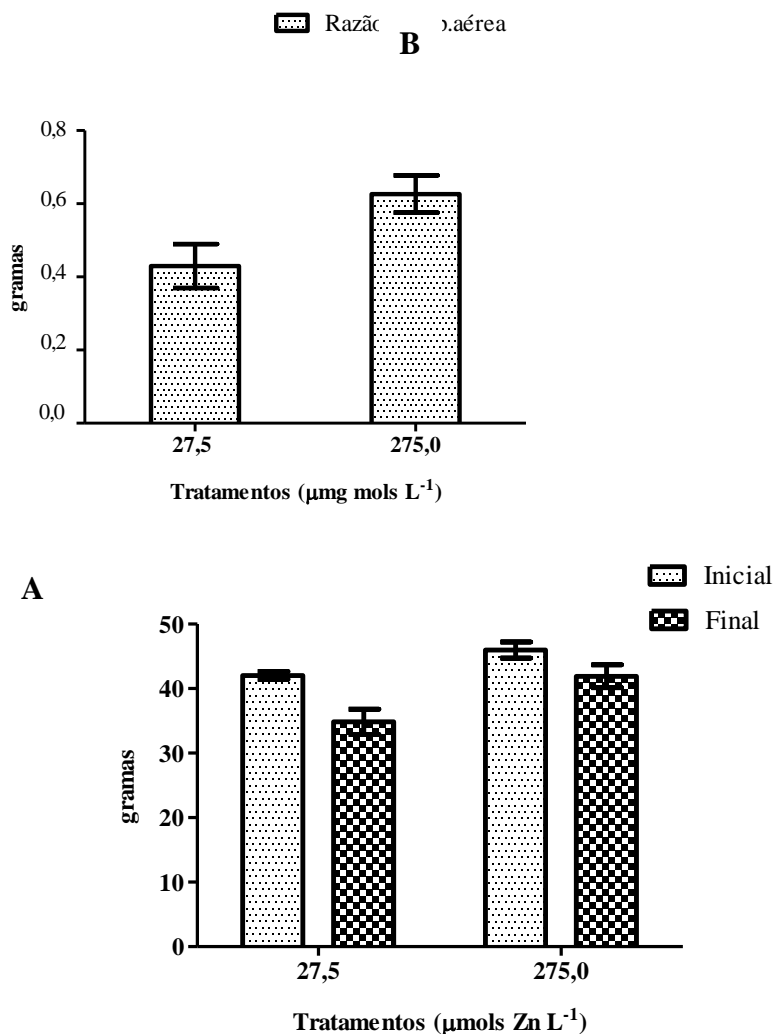 Razão p.aérea
B
0,8
0,6
0,4
0,2
0,0
gramas
27,5 275,0
Tratamentos (μmg mols L⁻¹)
A
Inicial
Final
50
40
30
20
10
0
gramas
27,5 275,0
Tratamentos (μmols Zn L⁻¹)